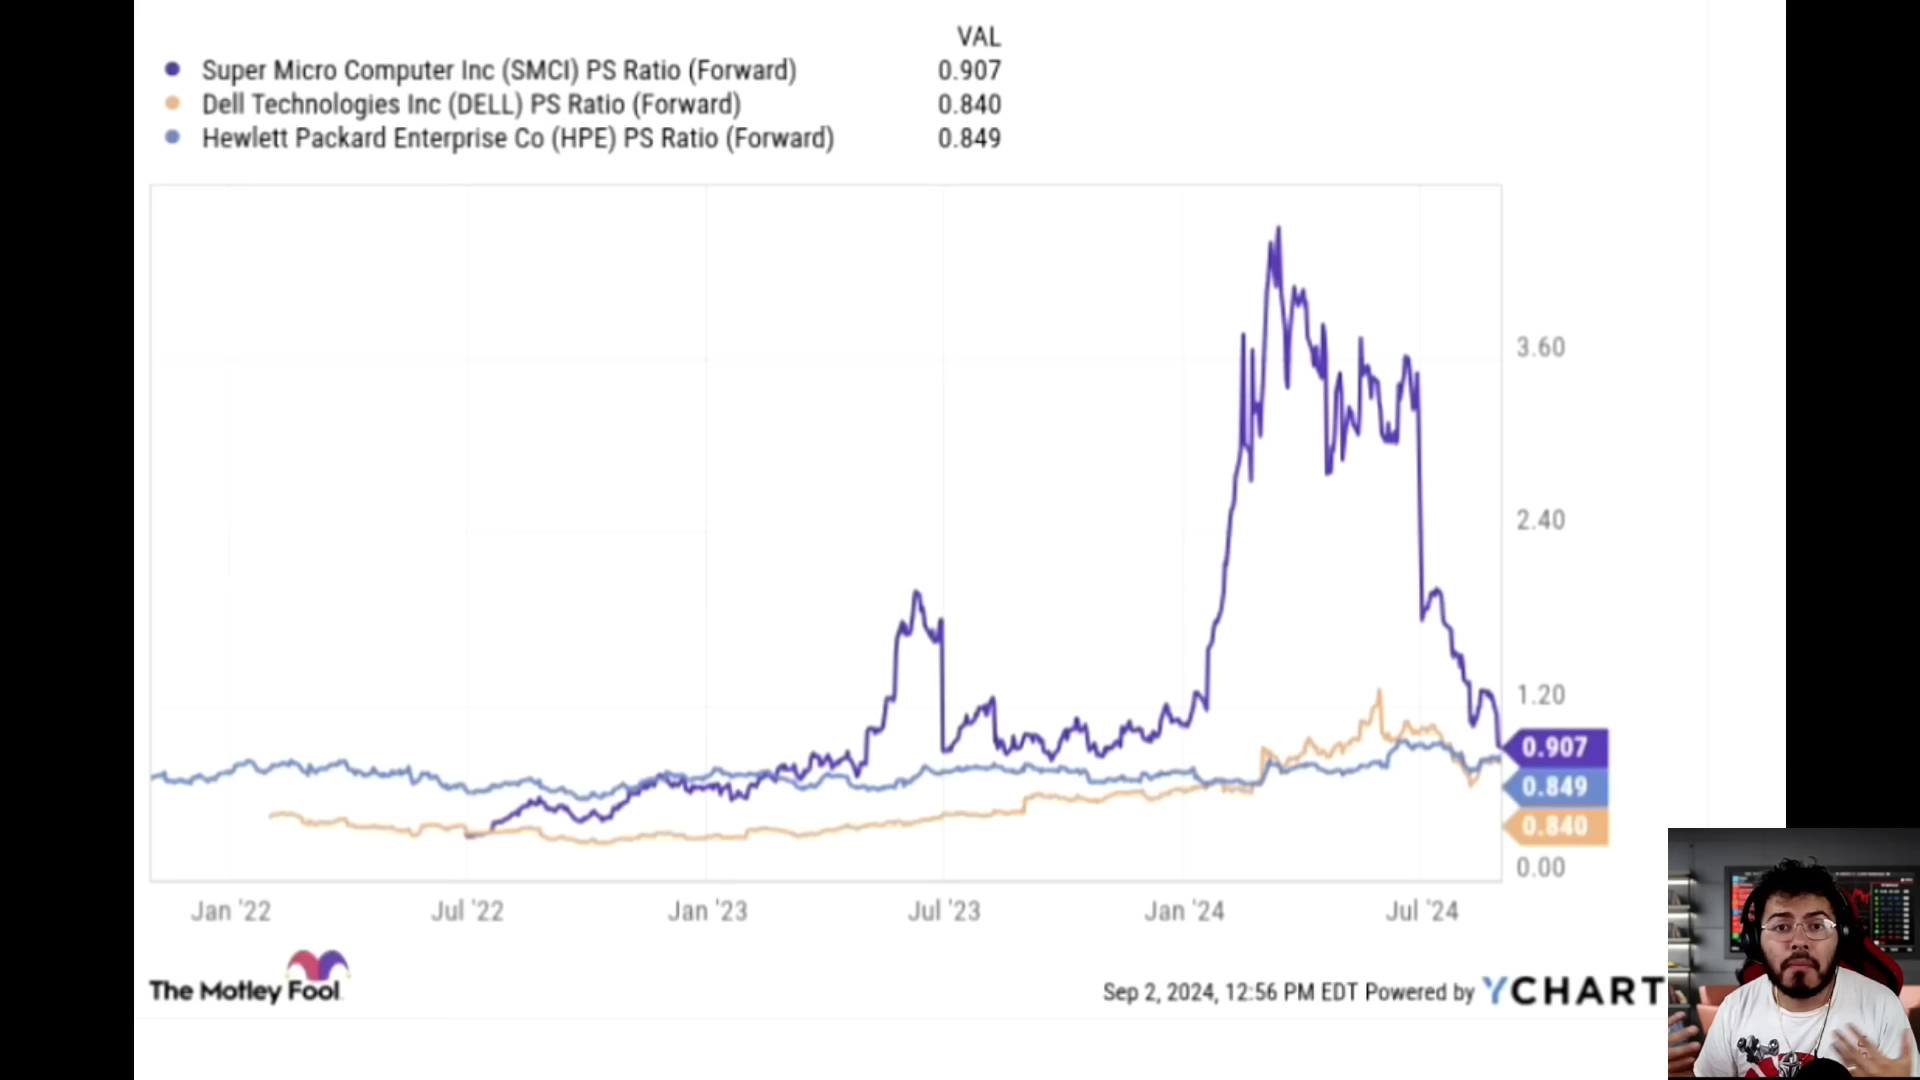 VAL
Super Micro Computer Inc (SMCI) PS Ratio (Forward) 0.907
Dell Technologies Inc (DELL) PS Ratio (Forward) 0.840
Hewlett Packard Enterprise Co (HPE) PS Ratio (Forward) 0.849
3.60
2.40
1.20
0.907
0.849
0.840
0.00
Jan '22 Jul '22 Jan '23 Jul '23 Jan '24 Jul '24
The Motley Fool
Sep 2, 2024, 12:56 PM EDT Powered by YCHART